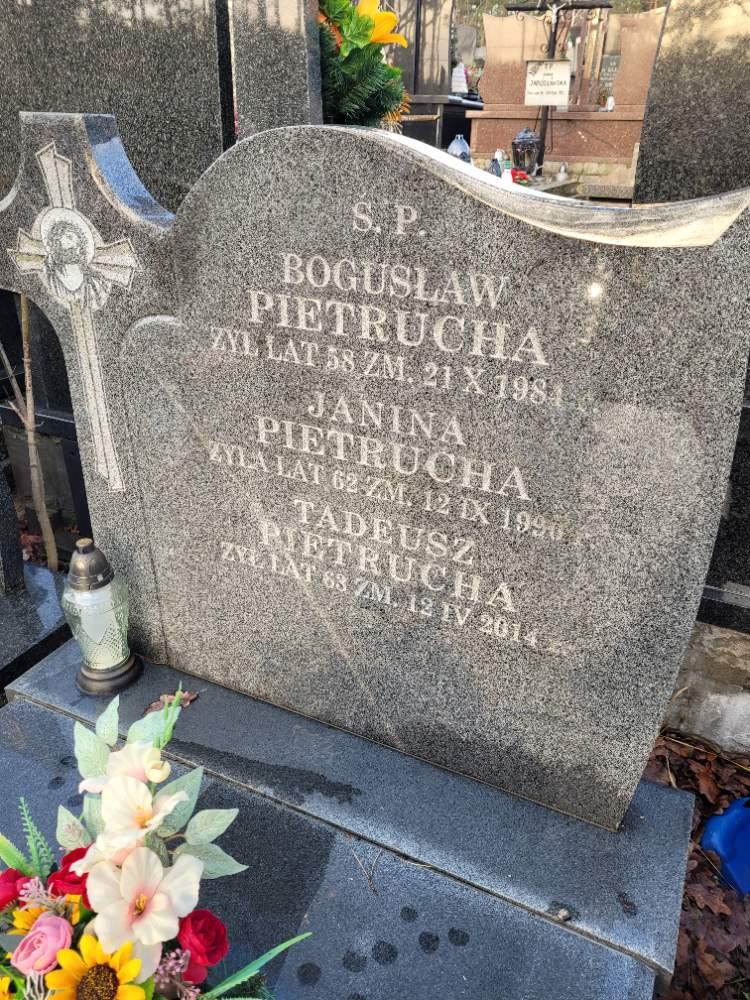 S. P.
BOGUSŁAW
PIETRUCHA
ŻYŁ LAT 58 ZM. 21 X 1984 r.
JANINA
PIETRUCHA
ŻYŁA LAT 62 ZM. 12 IX 1990
TADEUSZ
PIETRUCHA
ŻYŁ LAT 63 ZM. 12 IV 2014 r.
JAROSŁAWSKA